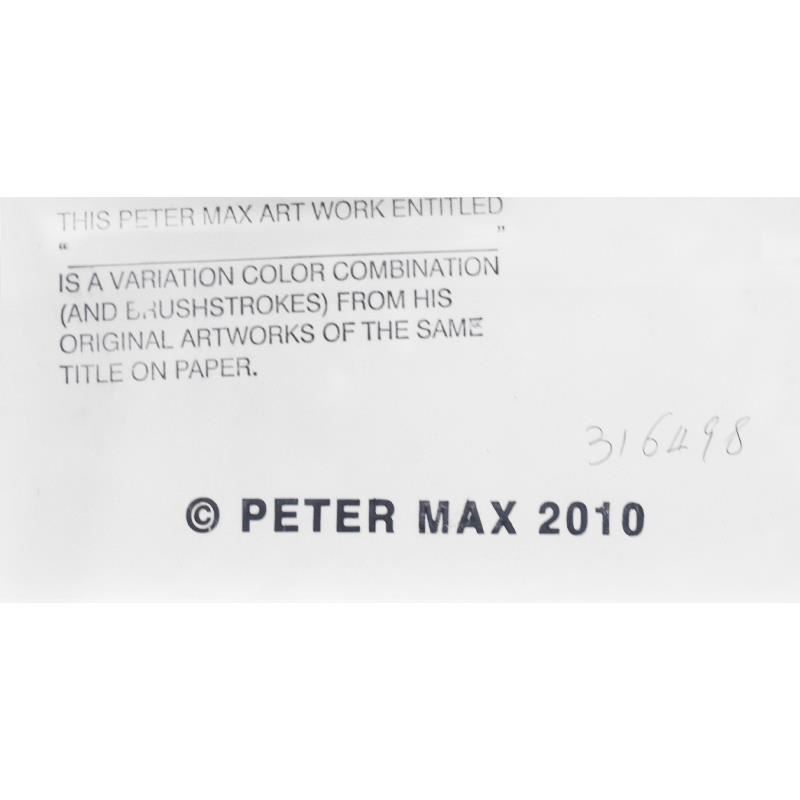 THIS PETER MAX ART WORK ENTITLED
“ ”
IS A VARIATION COLOR COMBINATION
(AND BRUSHSTROKES) FROM HIS
ORIGINAL ARTWORKS OF THE SAME
TITLE ON PAPER.
316498
© PETER MAX 2010